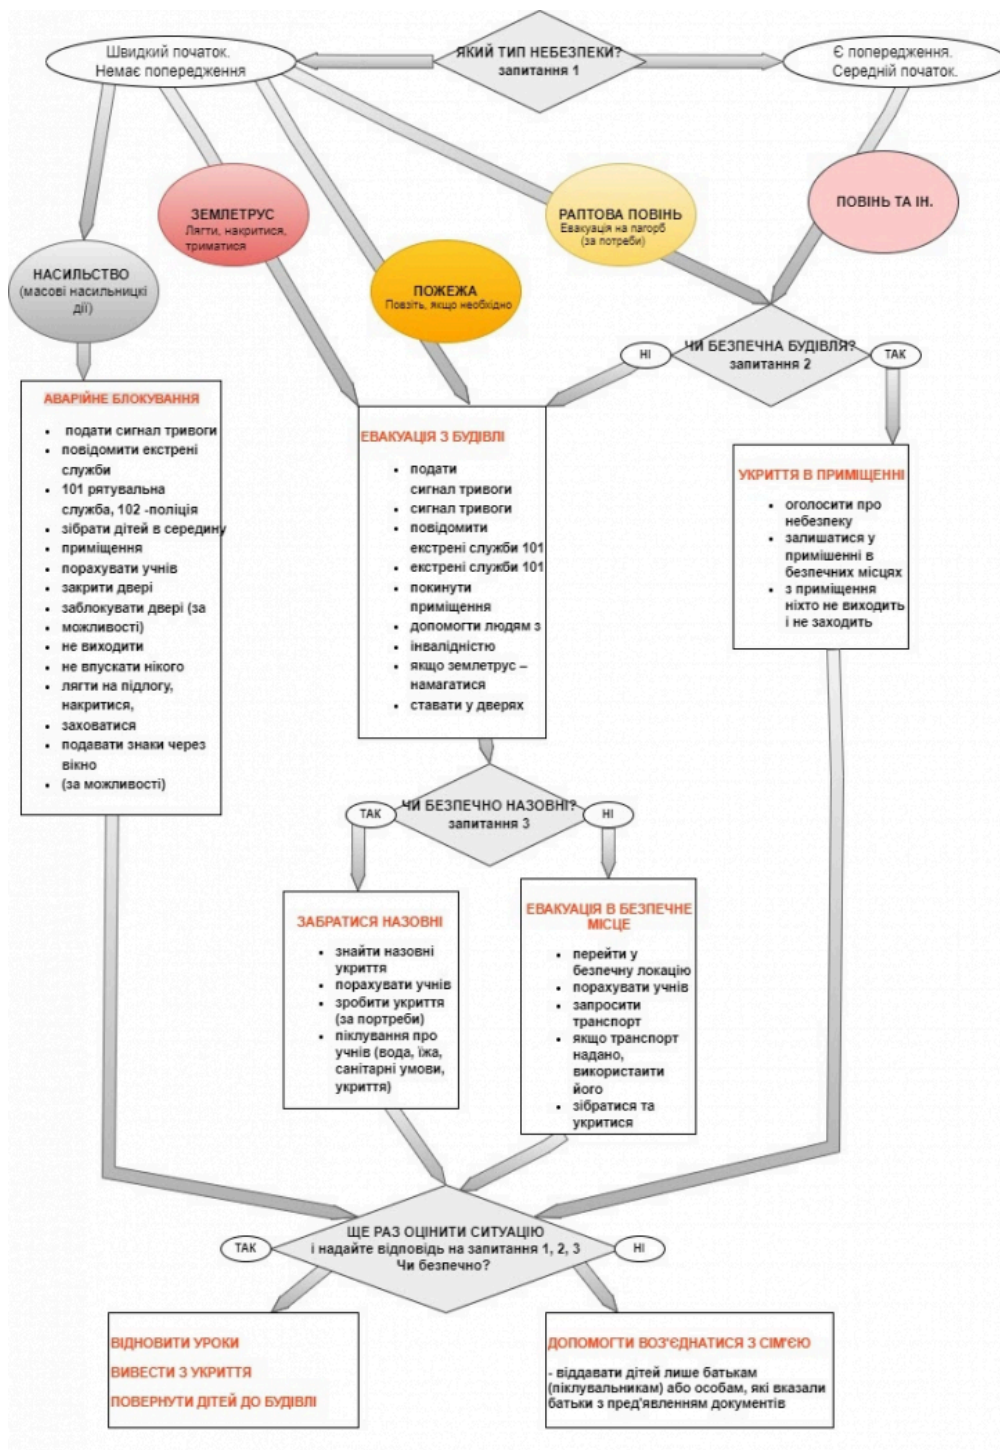 ЯКИЙ ТИП НЕБЕЗПЕКИ?
запитання 1
Швидкий початок.
Немає попередження
Є попередження.
Середній початок.
ЗЕМЛЕТРУС
Лягти, накритися,
триматися
РАПТОВА ПОВІНЬ
Евакуація на пагорб
(за потреби)
ПОВІНЬ ТА ІН.
НАСИЛЬСТВО
(масові насильницкі
дії)
ПОЖЕЖА
Повзіть, якщо необхідно
ЧИ БЕЗПЕЧНА БУДІВЛЯ?
запитання 2
НІ
ТАК
АВАРІЙНЕ БЛОКУВАННЯ
• подати сигнал тривоги
• повідомити екстрені
служби
• 101 рятувальна
служба, 102 -поліція
• зібрати дітей в середину
• приміщення
• порахувати учнів
• закрити двері
• заблокувати двері (за
• можливості)
• не виходити
• не впускати нікого
• лягти на підлогу,
накритися,
• заховатися
• подавати знаки через
вікно
• (за можливості)
ЕВАКУАЦІЯ З БУДІВЛІ
• подати
сигнал тривоги
• сигнал тривоги
• повідомити
екстрені служби 101
• екстрені служби 101
• покинути
приміщення
• допомогти людям з
• інвалідністю
• якщо землетрус –
намагатися
• ставати у дверях
УКРИТТЯ В ПРИМІЩЕННІ
• оголосити про
небезпеку
• залишатися у
примішенні в
безпечних місцях
• з приміщення
ніхто не виходить
і не заходить
ЧИ БЕЗПЕЧНО НАЗОВНІ?
запитання 3
ТАК
НІ
ЗАБРАТИСЯ НАЗОВНІ
• знайти назовні
укриття
• порахувати учнів
• зробити укриття
(за портреби)
• піклування про
учнів (вода, їжа,
санітарні умови,
укриття)
ЕВАКУАЦІЯ В БЕЗПЕЧНЕ
МІСЦЕ
• перейти у
безпечну локацію
• порахувати учнів
• запросити
транспорт
• якщо транспорт
надано,
використаити
його
• зібратися та
укритися
ЩЕ РАЗ ОЦІНИТИ СИТУАЦІЮ
і надайте відповідь на запитання 1, 2, 3
Чи безпечно?
ТАК
НІ
ВІДНОВИТИ УРОКИ
ВИВЕСТИ З УКРИТТЯ
ПОВЕРНУТИ ДІТЕЙ ДО БУДІВЛІ
ДОПОМОГТИ ВОЗ'ЄДНАТИСЯ З СІМ'ЄЮ
- віддавати дітей лише батькам
(піклувальникам) або особам, які вказали
батьки з пред'явленням документів